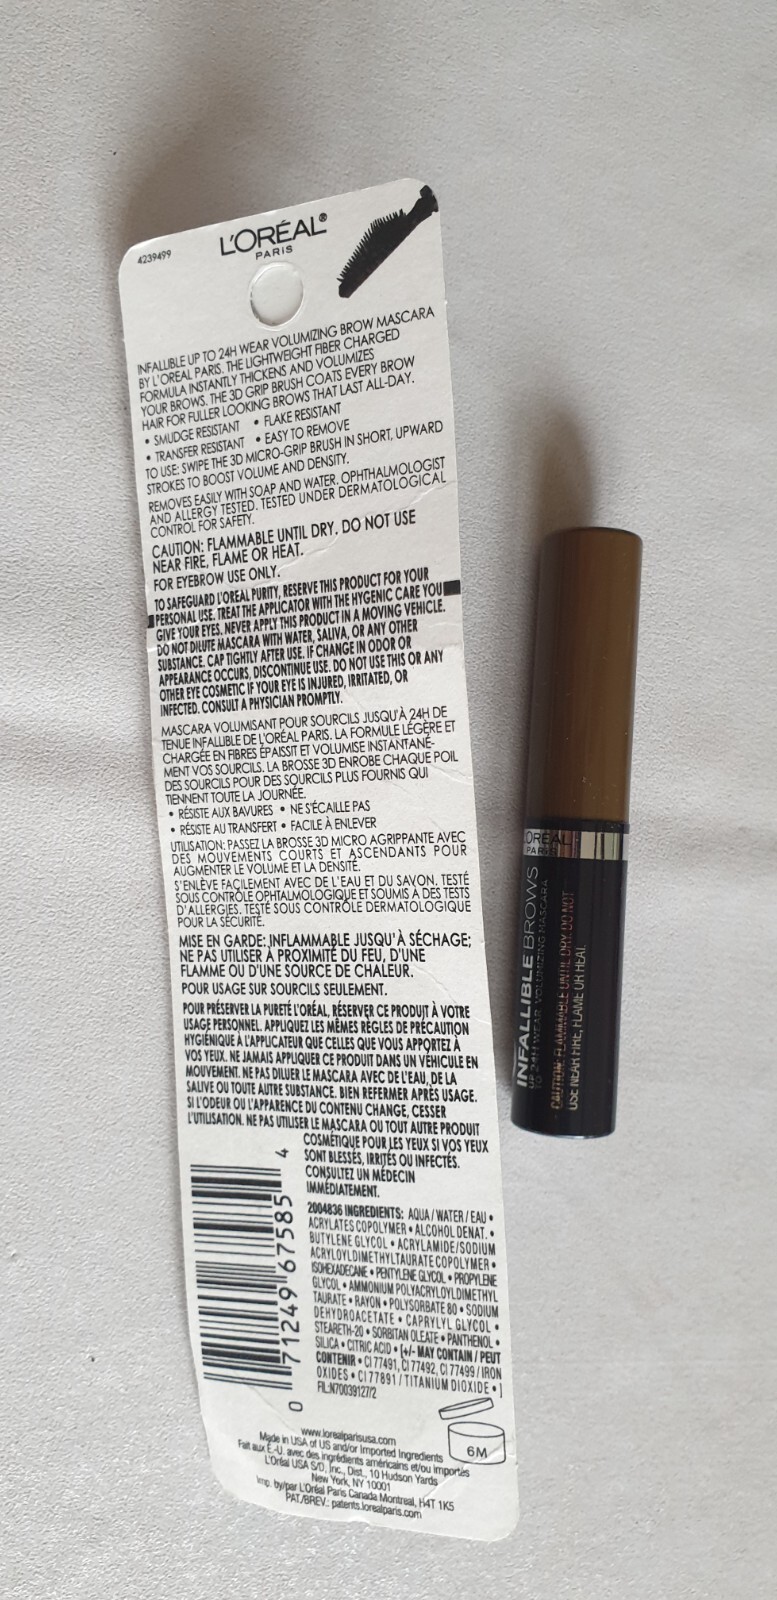 4239499
L'ORÉAL®
PARIS
INFALLIBLE UP TO 24H WEAR VOLUMIZING BROW MASCARA
BY L'ORÉAL PARIS. THE LIGHTWEIGHT FIBER CHARGED
FORMULA INSTANTLY THICKENS AND VOLUMIZES
YOUR BROWS. THE 3D GRIP BRUSH COATS EVERY BROW
HAIR FOR FULLER LOOKING BROWS THAT LAST ALL-DAY.
• SMUDGE RESISTANT • FLAKE RESISTANT
• TRANSFER RESISTANT • EASY TO REMOVE
TO USE: SWIPE THE 3D MICRO-GRIP BRUSH IN SHORT, UPWARD
STROKES TO BOOST VOLUME AND DENSITY.
REMOVES EASILY WITH SOAP AND WATER. OPHTHALMOLOGIST
AND ALLERGY TESTED. TESTED UNDER DERMATOLOGICAL
CONTROL FOR SAFETY.
CAUTION: FLAMMABLE UNTIL DRY. DO NOT USE
NEAR FIRE, FLAME OR HEAT.
FOR EYEBROW USE ONLY.
TO SAFEGUARD L'OREAL PURITY, RESERVE THIS PRODUCT FOR YOUR
PERSONAL USE. TREAT THE APPLICATOR WITH THE HYGENIC CARE YOU
GIVE YOUR EYES. NEVER APPLY THIS PRODUCT IN A MOVING VEHICLE.
DO NOT DILUTE MASCARA WITH WATER, SALIVA, OR ANY OTHER
SUBSTANCE. CAP TIGHTLY AFTER USE. IF CHANGE IN ODOR OR
APPEARANCE OCCURS, DISCONTINUE USE. DO NOT USE THIS OR ANY
OTHER EYE COSMETIC IF YOUR EYE IS INJURED, IRRITATED, OR
INFECTED. CONSULT A PHYSICIAN PROMPTLY.
MASCARA VOLUMISANT POUR SOURCILS JUSQU'À 24H DE
TENUE INFALLIBLE DE L'ORÉAL PARIS. LA FORMULE LÉGÈRE ET
CHARGÉE EN FIBRES ÉPAISSIT ET VOLUMISE INSTANTANÉ-
MENT VOS SOURCILS. LA BROSSE 3D ENROBE CHAQUE POIL
DES SOURCILS POUR DES SOURCILS PLUS FOURNIS QUI
TIENNENT TOUTE LA JOURNÉE.
• RÉSISTE AUX BAVURES • NE S'ÉCAILLE PAS
• RÉSISTE AU TRANSFERT • FACILE À ENLEVER
UTILISATION: PASSEZ LA BROSSE 3D MICRO AGRIPPANTE AVEC
DES MOUVEMENTS COURTS ET ASCENDANTS POUR
AUGMENTER LE VOLUME ET LA DENSITÉ.
S'ENLÈVE FACILEMENT AVEC DE L'EAU ET DU SAVON. TESTÉ
SOUS CONTRÔLE OPHTALMOLOGIQUE ET SOUMIS À DES TESTS
D'ALLERGIES. TESTÉ SOUS CONTRÔLE DERMATOLOGIQUE
POUR LA SÉCURITÉ.
MISE EN GARDE: INFLAMMABLE JUSQU'À SÉCHAGE;
NE PAS UTILISER À PROXIMITÉ DU FEU, D'UNE
FLAMME OU D'UNE SOURCE DE CHALEUR.
POUR USAGE SUR SOURCILS SEULEMENT.
POUR PRÉSERVER LA PURETÉ L'ORÉAL, RÉSERVER CE PRODUIT À VOTRE
USAGE PERSONNEL. APPLIQUEZ LES MÊMES RÈGLES DE PRÉCAUTION
HYGIÉNIQUE À L'APPLICATEUR QUE CELLES QUE VOUS APPORTEZ À
VOS YEUX. NE JAMAIS APPLIQUER CE PRODUIT DANS UN VÉHICULE EN
MOUVEMENT. NE PAS DILUER LE MASCARA AVEC DE L'EAU, DE LA
SALIVE OU TOUTE AUTRE SUBSTANCE. BIEN REFERMER APRÈS USAGE.
SI L'ODEUR OU L'APPARENCE DU CONTENU CHANGE, CESSER
L'UTILISATION. NE PAS UTILISER LE MASCARA OU TOUT AUTRE PRODUIT
COSMÉTIQUE POUR LES YEUX SI VOS YEUX
SONT BLESSÉS, IRRITÉS OU INFECTÉS.
CONSULTEZ UN MÉDECIN
IMMÉDIATEMENT.
2004836 INGREDIENTS: AQUA / WATER / EAU •
ACRYLATES COPOLYMER • ALCOHOL DENAT. •
BUTYLENE GLYCOL • ACRYLAMIDE/SODIUM
ACRYLOYLDIMETHYLTAURATE COPOLYMER •
ISOHEXADECANE • PENTYLENE GLYCOL • PROPYLENE
GLYCOL • AMMONIUM POLYACRYLOYLDIMETHYL
TAURATE • RAYON • POLYSORBATE 80 • SODIUM
DEHYDROACETATE • CAPRYLYL GLYCOL •
STEARETH-20 • SORBITAN OLEATE • PANTHENOL •
SILICA • CITRIC ACID • [+/- MAY CONTAIN / PEUT
CONTENIR • CI 77491, CI 77492, CI 77499 / IRON
OXIDES • CI 77891 / TITANIUM DIOXIDE • ]
FIL:N70039127/2
0 71249 67585 4
6M
www.lorealparisusa.com
Made in USA of US and/or Imported Ingredients
Fait aux É.-U. avec des ingrédients américains et/ou importés
L'Oréal USA S/D, Inc., Dist., 10 Hudson Yards
New York, NY 10001
Imp. by/par L'Oréal Paris Canada Montreal, H4T 1K5
PAT./BREV.: patents.lorealparis.com
L'ORÉAL
PARIS
INFALLIBLE BROWS
UP TO 24H WEAR VOLUMIZING MASCARA
CAUTION: FLAMMABLE UNTIL DRY. DO NOT
USE NEAR FIRE, FLAME OR HEAT.